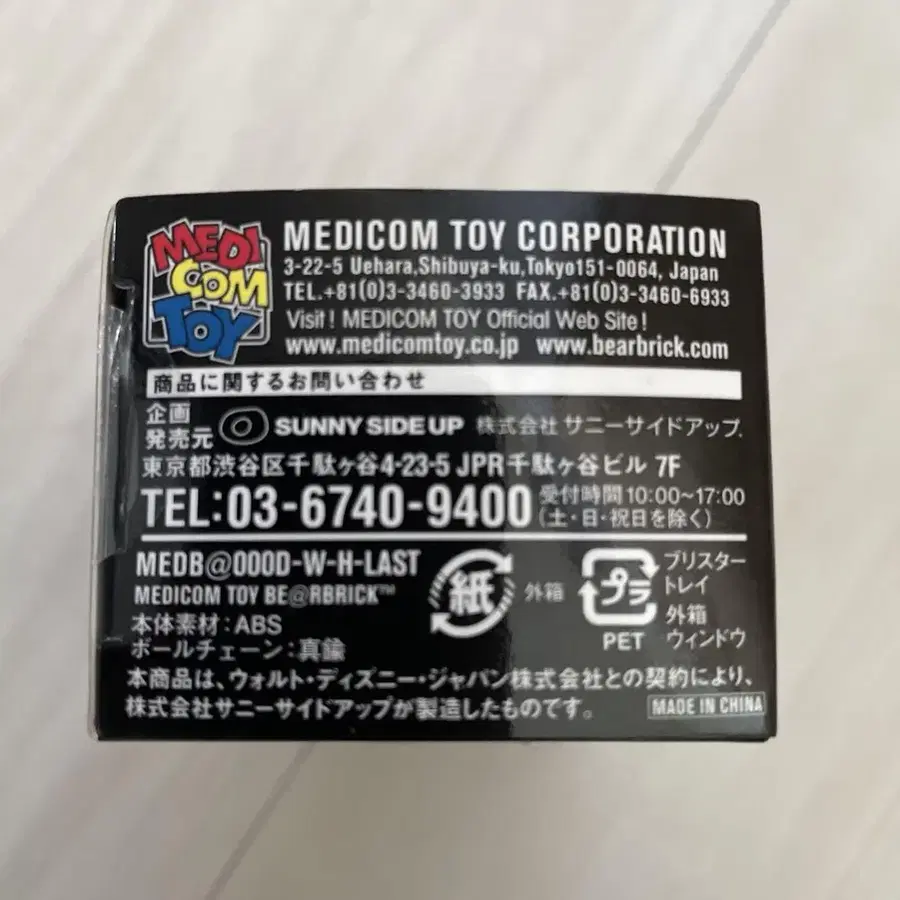 MEDI
COM
TOY
MEDICOM TOY CORPORATION
3-22-5 Uehara,Shibuya-ku,Tokyo151-0064, Japan
TEL.+81(0)3-3460-3933 FAX.+81(0)3-3460-6933
Visit! MEDICOM TOY Official Web Site!
www.medicomtoy.co.jp www.bearbrick.com
商品に関するお問い合わせ
企画
発売元 SUNNY SIDE UP 株式会社 サニーサイドアップ.
東京都渋谷区千駄ヶ谷4-23-5 JPR千駄ヶ谷ビル 7F
TEL:03-6740-9400 受付時間10:00~17:00
(土・日・祝日を除く)
MEDB@000D-W-H-LAST
MEDICOM TOY BE@RBRICK™
本体素材:ABS
ボールチェーン:真鍮
紙 外箱
プラ
PET
ブリスター
トレイ
外箱
ウィンドウ
本商品は、ウォルト・ディズニー・ジャパン株式会社との契約により、
株式会社サニーサイドアップが製造したものです。
MADE IN CHINA